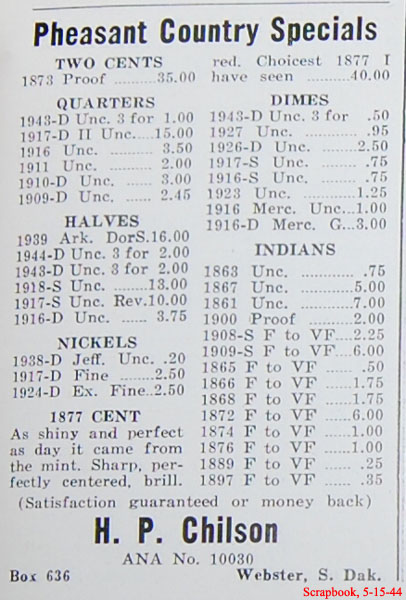 Pheasant Country Specials
TWO CENTS
1873 Proof ..........35.00
QUARTERS
1943-D Unc. 3 for 1.00
1917-D II Unc....15.00
1916 Unc. .......... 3.50
1911 Unc. .......... 2.00
1910-D Unc. ...... 3.00
1909-D Unc. ...... 2.45
HALVES
1939 Ark. DorS.16.00
1944-D Unc. 3 for 2.00
1943-D Unc. 3 for 2.00
1918-S Unc. ......13.00
1917-S Unc. Rev.10.00
1916-D Unc. ...... 3.75
NICKELS
1938-D Jeff. Unc. .20
1917-D Fine .......2.50
1924-D Ex. Fine..2.50
1877 CENT
As shiny and perfect
as day it came from
the mint. Sharp, per-
fectly centered, brill.
red. Choicest 1877 I
have seen ..........40.00
DIMES
1943-D Unc. 3 for .50
1927 Unc. ........... .95
1926-D Unc. .......2.50
1917-S Unc. ....... .75
1916-S Unc. ....... .75
1923 Unc. ...........1.25
1916 Merc. Unc...1.00
1916-D Merc. G...3.00
INDIANS
1863 Unc. ............. .75
1867 Unc. ............5.00
1861 Unc. ............7.00
1900 Proof ..........2.00
1908-S F to VF....2.25
1909-S F to VF....6.00
1865 F to VF ...... .50
1866 F to VF ......1.75
1868 F to VF ......1.75
1872 F to VF ......6.00
1874 F to VF ......1.00
1876 F to VF ......1.00
1889 F to VF ...... .25
1897 F to VF ...... .35
(Satisfaction guaranteed or money back)
H. P. Chilson
ANA No. 10030
Box 636 Webster, S. Dak.
Scrapbook, 5-15-44